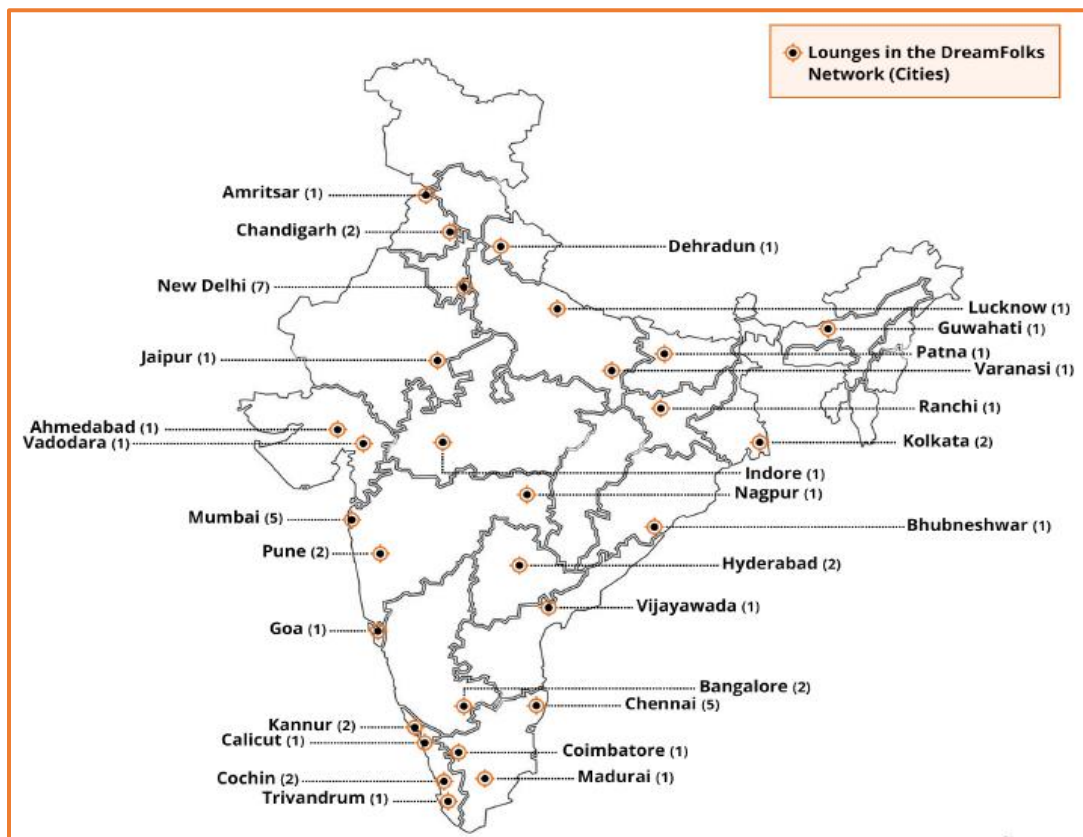 Lounges in the DreamFolks
Network (Cities)
Amritsar (1)
Chandigarh (2)
Dehradun (1)
New Delhi (7)
Lucknow (1)
Guwahati (1)
Jaipur (1)
Patna (1)
Varanasi (1)
Ranchi (1)
Ahmedabad (1)
Vadodara (1)
Kolkata (2)
Indore (1)
Nagpur (1)
Mumbai (5)
Bhubneshwar (1)
Pune (2)
Hyderabad (2)
Vijayawada (1)
Goa (1)
Bangalore (2)
Chennai (5)
Kannur (2)
Calicut (1)
Coimbatore (1)
Cochin (2)
Madurai (1)
Trivandrum (1)